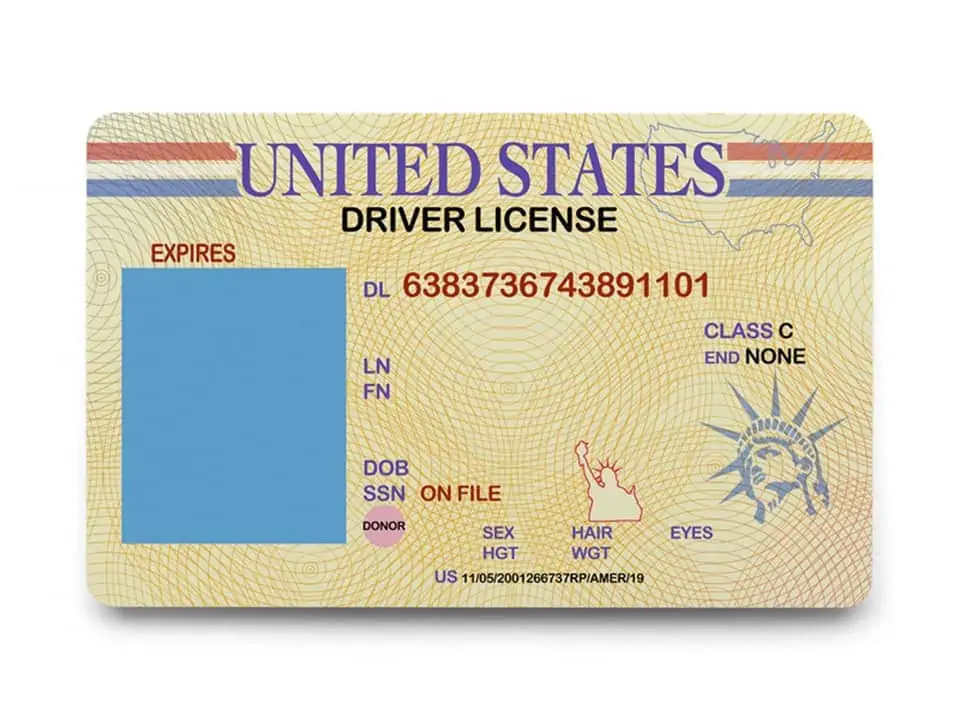 UNITED STATES
DRIVER LICENSE
EXPIRES
DL 6383736743891101
CLASS C
END NONE
LN
FN
DOB
SSN ON FILE
DONOR
SEX HAIR EYES
HGT WGT
US 11/05/2001266737RP/AMER/19